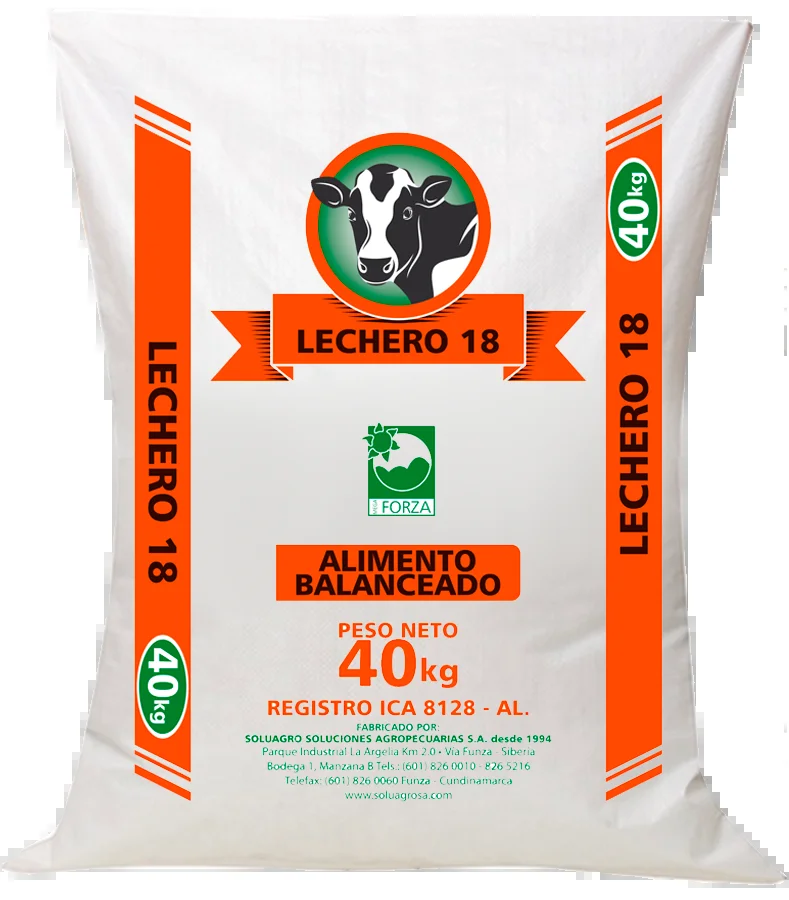 LECHERO 18
40kg
LECHERO 18
40kg
LECHERO 18
FORZA
ALIMENTO
BALANCEADO
PESO NETO
40kg
REGISTRO ICA 8128 - AL.
FABRICADO POR:
SOLUAGRO SOLUCIONES AGROPECUARIAS S.A. desde 1994
Parque Industrial La Argelia Km 2.0 • Vía Funza - Siberia
Bodega 1, Manzana B Tels.: (601) 826 0010 - 826 5216
Telefax: (601) 826 0060 Funza - Cundinamarca
www.soluagrosa.com